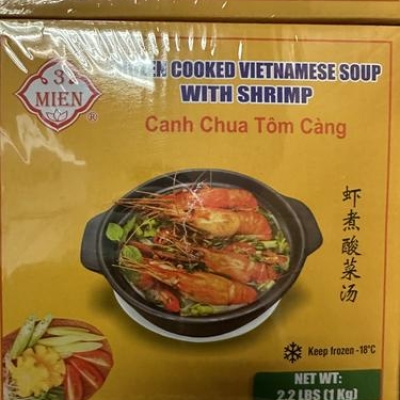 3
MIEN
®
COOKED VIETNAMESE SOUP
WITH SHRIMP
Canh Chua Tôm Càng
虾煮酸菜汤
Keep frozen -18°C
NET WT:
2.2 LBS (1 Kg)